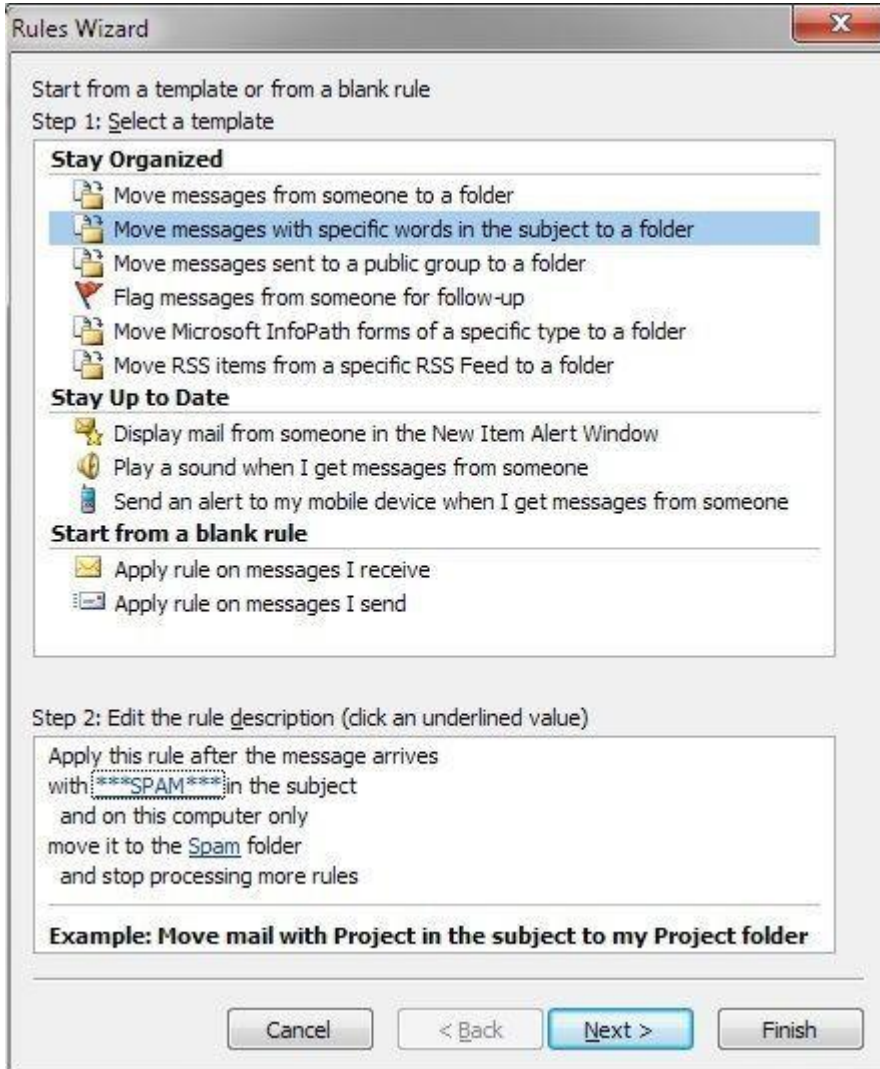 Rules Wizard
Start from a template or from a blank rule
Step 1: Select a template
Stay Organized
Move messages from someone to a folder
Move messages with specific words in the subject to a folder
Move messages sent to a public group to a folder
Flag messages from someone for follow-up
Move Microsoft InfoPath forms of a specific type to a folder
Move RSS items from a specific RSS Feed to a folder
Stay Up to Date
Display mail from someone in the New Item Alert Window
Play a sound when I get messages from someone
Send an alert to my mobile device when I get messages from someone
Start from a blank rule
Apply rule on messages I receive
Apply rule on messages I send
Step 2: Edit the rule description (click an underlined value)
Apply this rule after the message arrives
with ***SPAM*** in the subject
and on this computer only
move it to the Spam folder
and stop processing more rules
Example: Move mail with Project in the subject to my Project folder
Cancel < Back Next > Finish